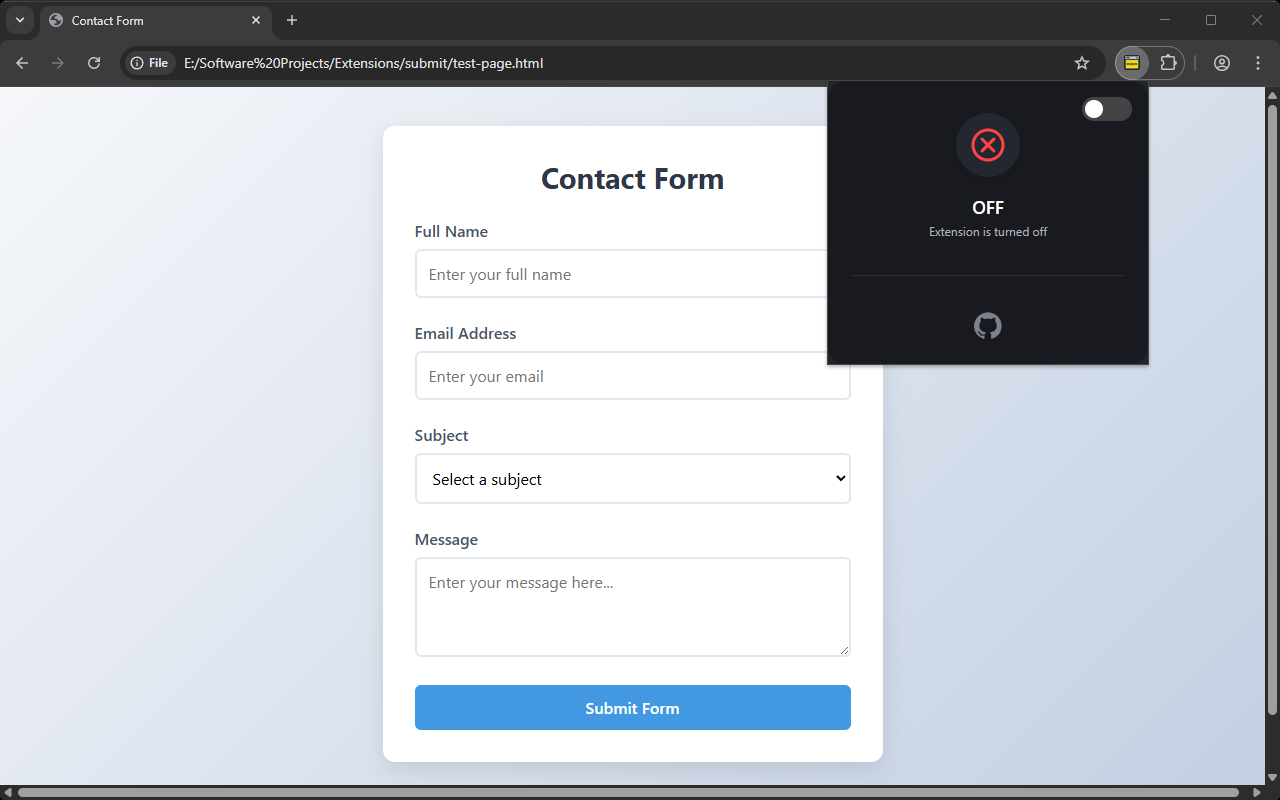 Contact Form
File
E:/Software%20Projects/Extensions/submit/test-page.html
OFF
Extension is turned off
Contact Form
Full Name
Enter your full name
Email Address
Enter your email
Subject
Select a subject
Message
Enter your message here...
Submit Form